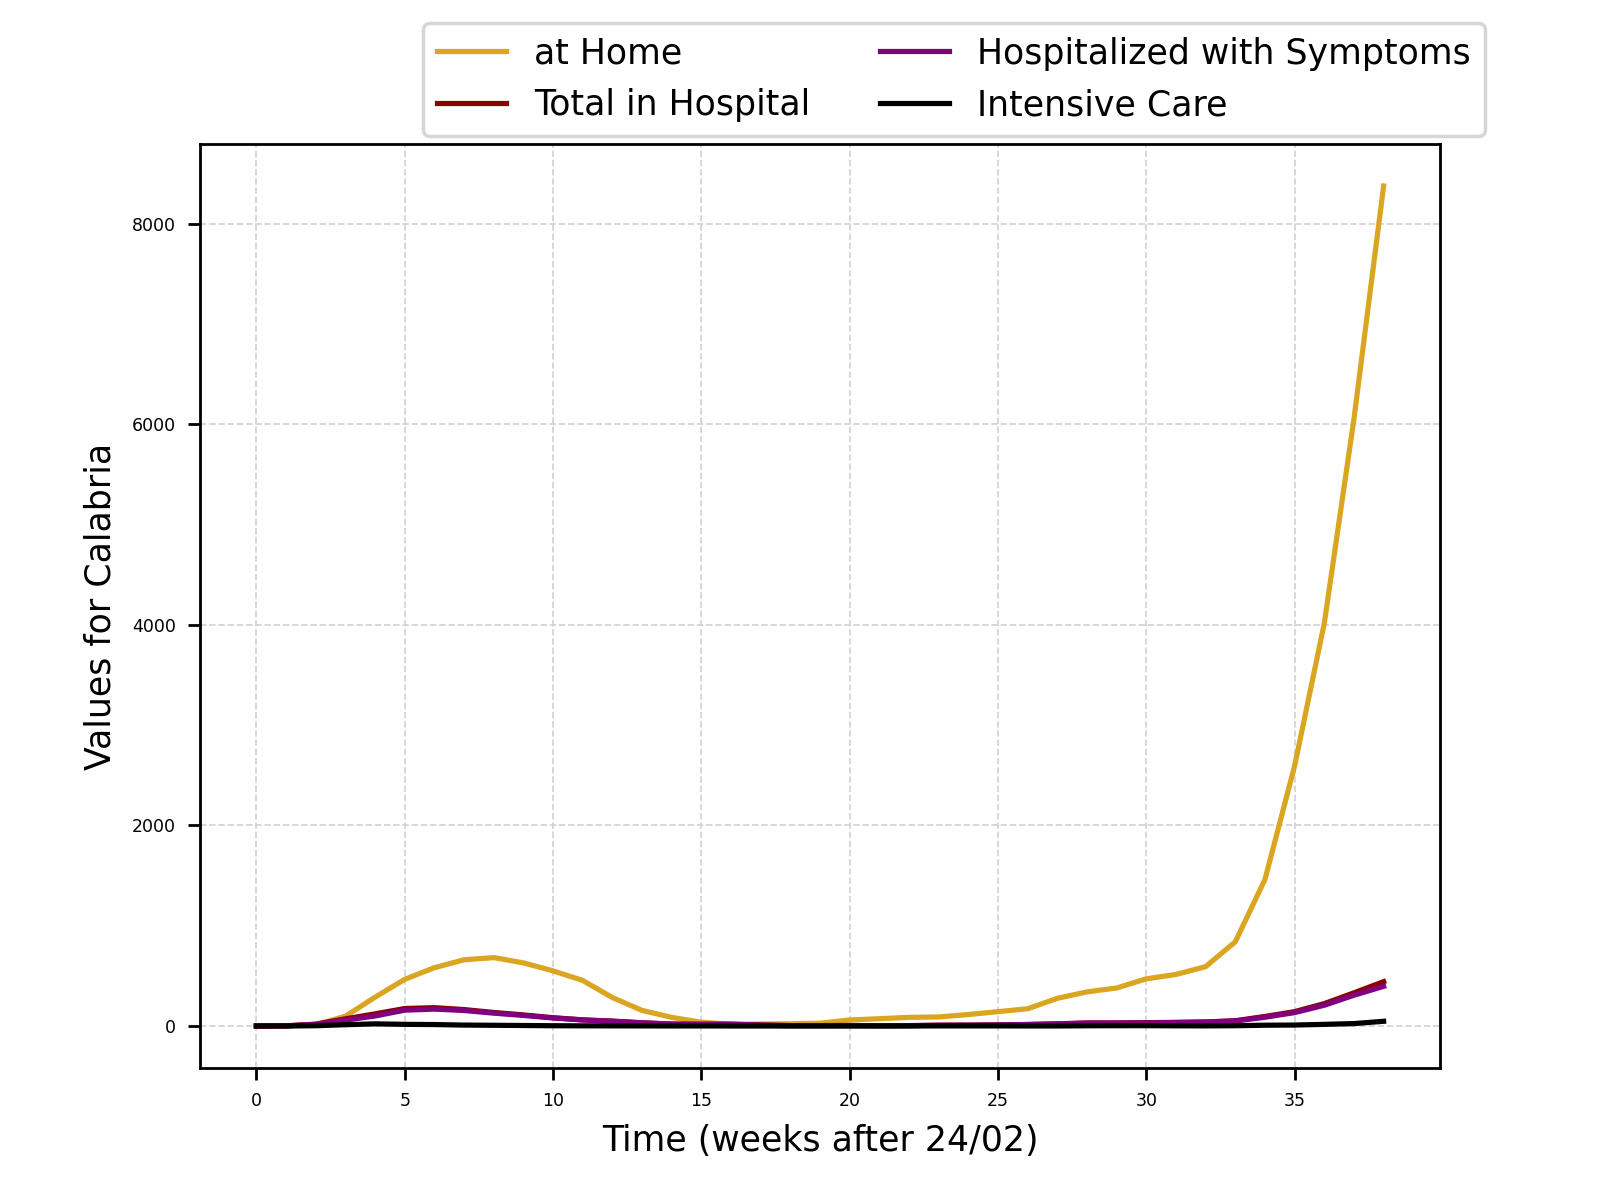 at Home
Total in Hospital
Hospitalized with Symptoms
Intensive Care
Values for Calabria
8000
6000
4000
2000
0
0 5 10 15 20 25 30 35
Time (weeks after 24/02)